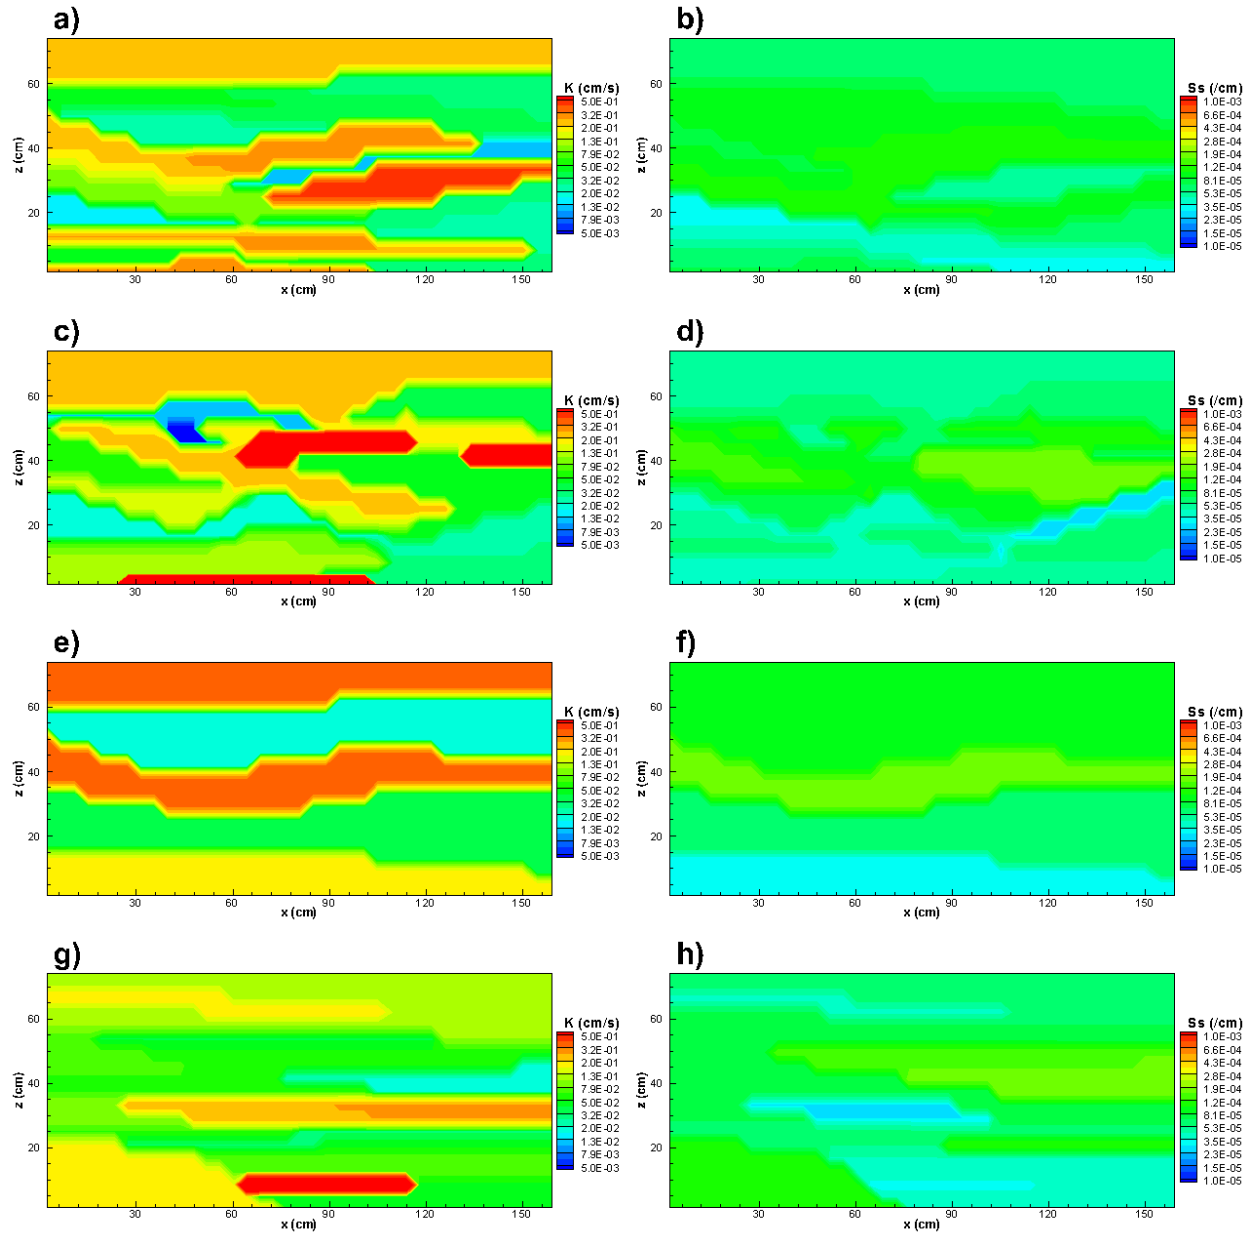 a)
K (cm/s)
5.0E-01
3.2E-01
2.0E-01
1.3E-01
7.9E-02
5.0E-02
3.2E-02
2.0E-02
1.3E-02
7.9E-03
5.0E-03
z (cm)
60
40
20
30 60 90 120 150
x (cm)
b)
Ss (/cm)
1.0E-03
6.6E-04
4.3E-04
2.8E-04
1.9E-04
1.2E-04
8.1E-05
5.3E-05
3.5E-05
2.3E-05
1.5E-05
1.0E-05
z (cm)
60
40
20
30 60 90 120 150
x (cm)
c)
K (cm/s)
5.0E-01
3.2E-01
2.0E-01
1.3E-01
7.9E-02
5.0E-02
3.2E-02
2.0E-02
1.3E-02
7.9E-03
5.0E-03
z (cm)
60
40
20
30 60 90 120 150
x (cm)
d)
Ss (/cm)
1.0E-03
6.6E-04
4.3E-04
2.8E-04
1.9E-04
1.2E-04
8.1E-05
5.3E-05
3.5E-05
2.3E-05
1.5E-05
1.0E-05
z (cm)
60
40
20
30 60 90 120 150
x (cm)
e)
K (cm/s)
5.0E-01
3.2E-01
2.0E-01
1.3E-01
7.9E-02
5.0E-02
3.2E-02
2.0E-02
1.3E-02
7.9E-03
5.0E-03
z (cm)
60
40
20
30 60 90 120 150
x (cm)
f)
Ss (/cm)
1.0E-03
6.6E-04
4.3E-04
2.8E-04
1.9E-04
1.2E-04
8.1E-05
5.3E-05
3.5E-05
2.3E-05
1.5E-05
1.0E-05
z (cm)
60
40
20
30 60 90 120 150
x (cm)
g)
K (cm/s)
5.0E-01
3.2E-01
2.0E-01
1.3E-01
7.9E-02
5.0E-02
3.2E-02
2.0E-02
1.3E-02
7.9E-03
5.0E-03
z (cm)
60
40
20
30 60 90 120 150
x (cm)
h)
Ss (/cm)
1.0E-03
6.6E-04
4.3E-04
2.8E-04
1.9E-04
1.2E-04
8.1E-05
5.3E-05
3.5E-05
2.3E-05
1.5E-05
1.0E-05
z (cm)
60
40
20
30 60 90 120 150
x (cm)